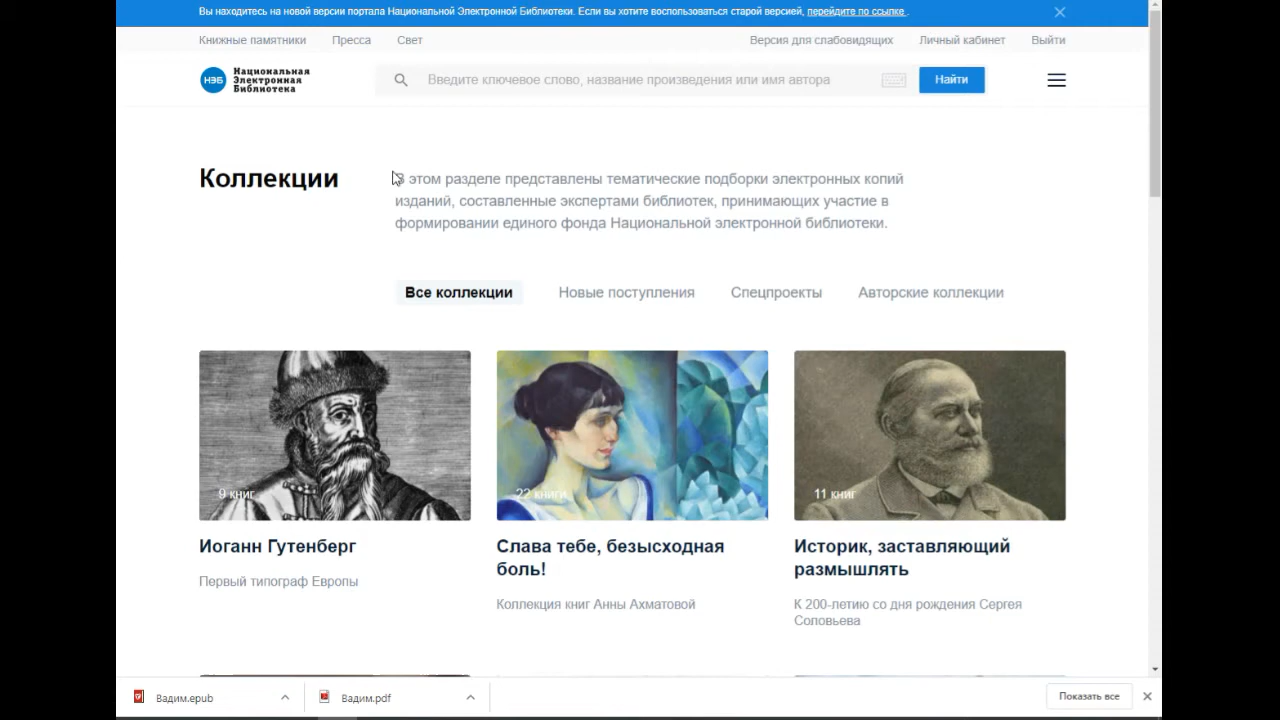 Вы находитесь на новой версии портала Национальной Электронной Библиотеки. Если вы хотите воспользоваться старой версией, перейдите по ссылке .
Книжные памятники Пресса Свет Версия для слабовидящих Личный кабинет Выйти
НЭБ Национальная
Электронная
Библиотека
Введите ключевое слово, название произведения или имя автора Найти
Коллекции
В этом разделе представлены тематические подборки электронных копий
изданий, составленные экспертами библиотек, принимающих участие в
формировании единого фонда Национальной электронной библиотеки.
Все коллекции Новые поступления Спецпроекты Авторские коллекции
9 книг
22 книги
11 книг
Иоганн Гутенберг
Первый типограф Европы
Слава тебе, безысходная
боль!
Коллекция книг Анны Ахматовой
Историк, заставляющий
размышлять
К 200-летию со дня рождения Сергея
Соловьева
Вадим.epub Вадим.pdf Показать все